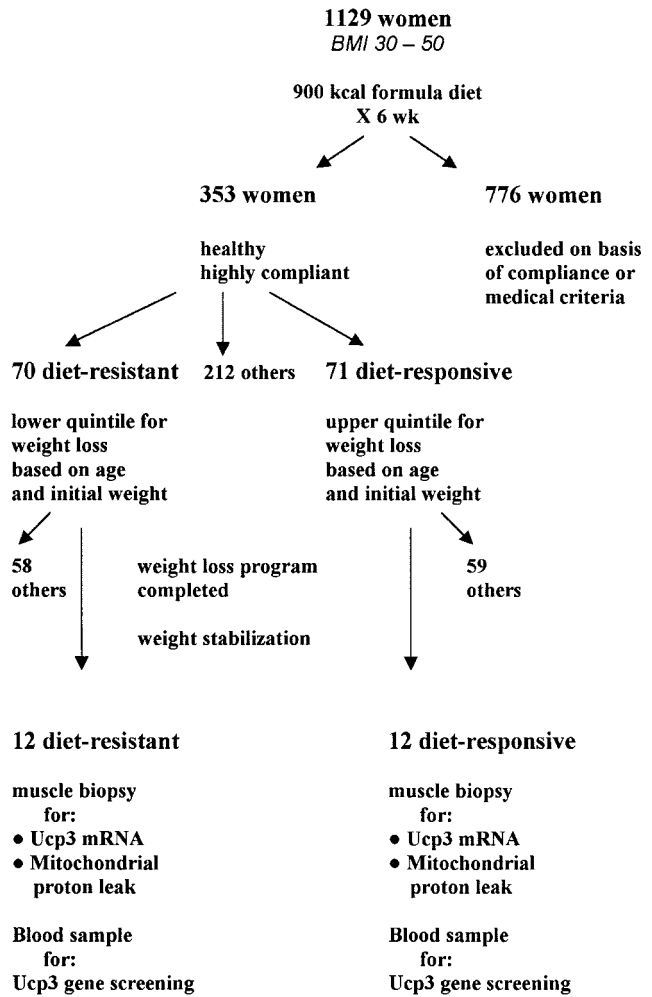 1129 women
BMI 30 – 50
900 kcal formula diet
X 6 wk
353 women
healthy
highly compliant
776 women
excluded on basis
of compliance or
medical criteria
70 diet-resistant
lower quintile for
weight loss
based on age
and initial weight
212 others
71 diet-responsive
upper quintile for
weight loss
based on age
and initial weight
58
others
weight loss program
completed
weight stabilization
59
others
12 diet-resistant
muscle biopsy
for:
● Ucp3 mRNA
● Mitochondrial
proton leak
Blood sample
for:
Ucp3 gene screening
12 diet-responsive
muscle biopsy
for:
● Ucp3 mRNA
● Mitochondrial
proton leak
Blood sample
for:
Ucp3 gene screening